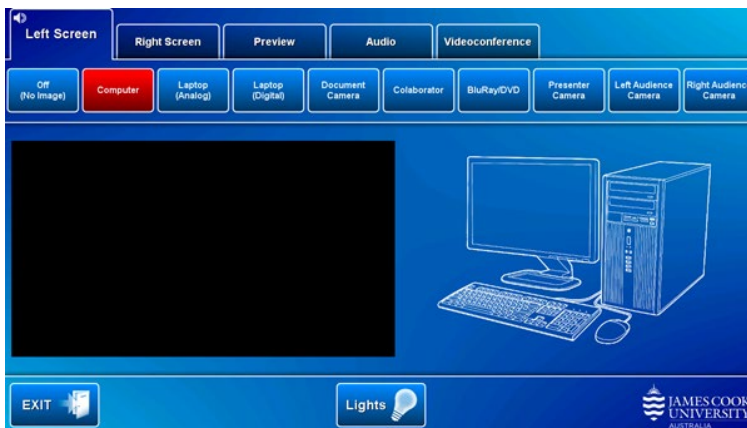 Left Screen
Right Screen
Preview
Audio
Videoconference
Off
(No Image)
Computer
Laptop
(Analog)
Laptop
(Digital)
Document
Camera
Colaborator
BluRay/DVD
Presenter
Camera
Left Audience
Camera
Right Audienc
Camera
EXIT
Lights
JAMES COOK
UNIVERSITY
AUSTRALIA